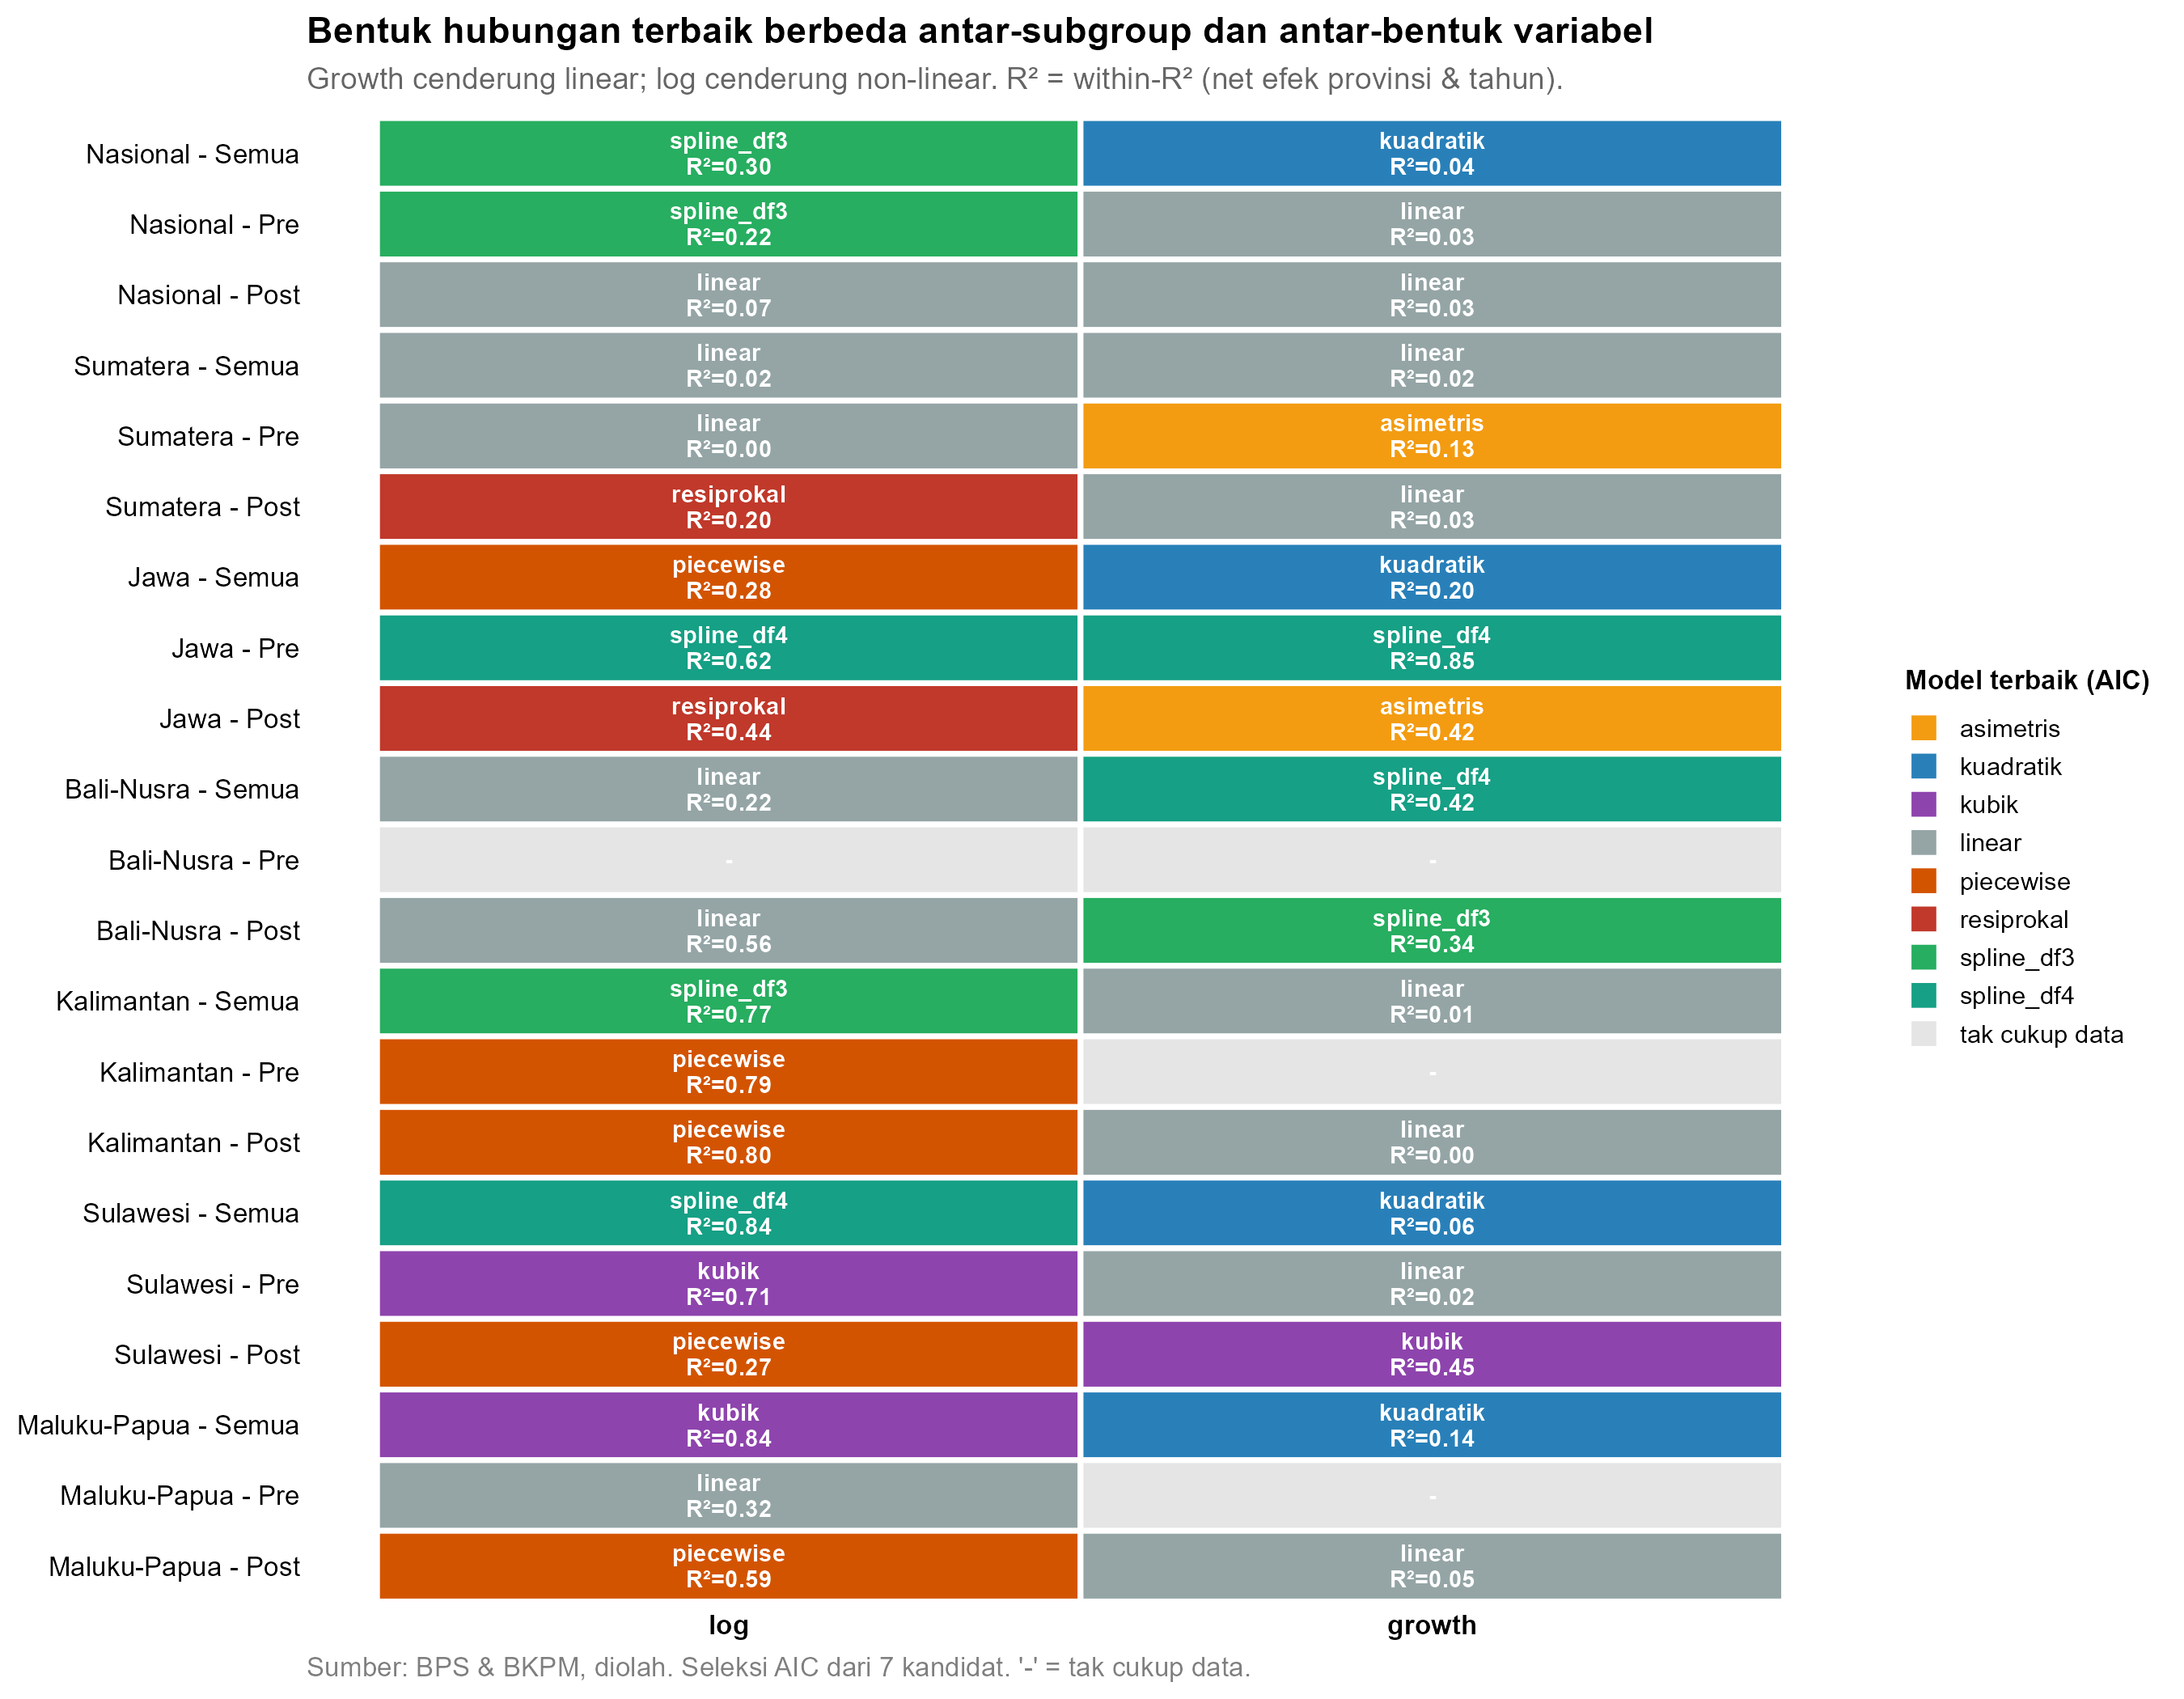 Bentuk hubungan terbaik berbeda antar-subgroup dan antar-bentuk variabel
Growth cenderung linear; log cenderung non-linear. R² = within-R² (net efek provinsi & tahun).
Nasional - Semua
spline_df3
R²=0.30
kuadratik
R²=0.04
Nasional - Pre
spline_df3
R²=0.22
linear
R²=0.03
Nasional - Post
linear
R²=0.07
linear
R²=0.03
Sumatera - Semua
linear
R²=0.02
linear
R²=0.02
Sumatera - Pre
linear
R²=0.00
asimetris
R²=0.13
Sumatera - Post
resiprokal
R²=0.20
linear
R²=0.03
Jawa - Semua
piecewise
R²=0.28
kuadratik
R²=0.20
Jawa - Pre
spline_df4
R²=0.62
spline_df4
R²=0.85
Jawa - Post
resiprokal
R²=0.44
asimetris
R²=0.42
Bali-Nusra - Semua
linear
R²=0.22
spline_df4
R²=0.42
Bali-Nusra - Pre
-
-
Bali-Nusra - Post
linear
R²=0.56
spline_df3
R²=0.34
Kalimantan - Semua
spline_df3
R²=0.77
linear
R²=0.01
Kalimantan - Pre
piecewise
R²=0.79
-
Kalimantan - Post
piecewise
R²=0.80
linear
R²=0.00
Sulawesi - Semua
spline_df4
R²=0.84
kuadratik
R²=0.06
Sulawesi - Pre
kubik
R²=0.71
linear
R²=0.02
Sulawesi - Post
piecewise
R²=0.27
kubik
R²=0.45
Maluku-Papua - Semua
kubik
R²=0.84
kuadratik
R²=0.14
Maluku-Papua - Pre
linear
R²=0.32
-
Maluku-Papua - Post
piecewise
R²=0.59
linear
R²=0.05
log
growth
Model terbaik (AIC)
asimetris
kuadratik
kubik
linear
piecewise
resiprokal
spline_df3
spline_df4
tak cukup data
Sumber: BPS & BKPM, diolah. Seleksi AIC dari 7 kandidat. '-' = tak cukup data.